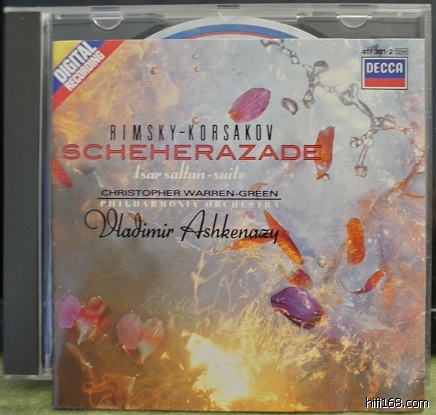 DIGITAL
RECORDING
417 301-2 DH
DECCA
RIMSKY-KORSAKOV
SCHEHERAZADE
tsar saltan-suite
CHRISTOPHER WARREN-GREEN
PHILHARMONIA ORCHESTRA
Vladimir Ashkenazy
hifi168.com